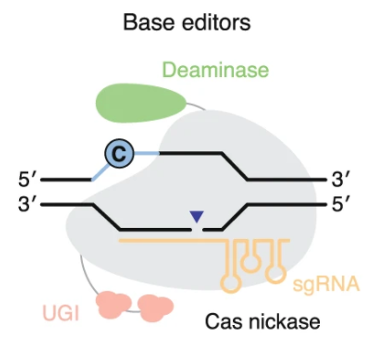 Base editors
Deaminase
C
5′ 3′
3′ 5′
sgRNA
UGI
Cas nickase